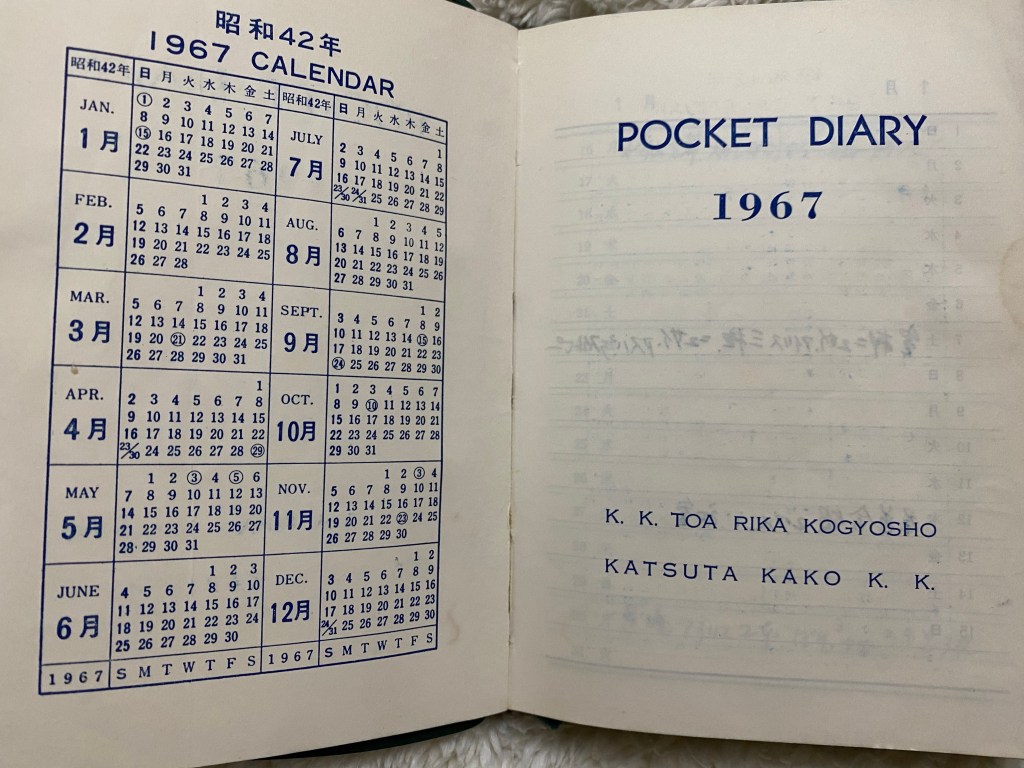 昭和42年
1967 CALENDAR
昭和42年 日 月 火 水 木 金 土
JAN.
1月
① 2 3 4 5 6 7
8 9 10 11 12 13 14
⑮ 16 17 18 19 20 21
22 23 24 25 26 27 28
29 30 31
FEB.
2月
1 2 3 4
5 6 7 8 9 10 11
12 13 14 15 16 17 18
19 20 21 22 23 24 25
26 27 28
MAR.
3月
1 2 3 4
5 6 7 8 9 10 11
12 13 14 15 16 17 18
19 20 ㉑ 22 23 24 25
26 27 28 29 30 31
APR.
4月
1
2 3 4 5 6 7 8
9 10 11 12 13 14 15
16 17 18 19 20 21 22
23/30 24 25 26 27 28 ㉙
MAY
5月
1 2 ③ 4 ⑤ 6
7 8 9 10 11 12 13
14 15 16 17 18 19 20
21 22 23 24 25 26 27
28 29 30 31
JUNE
6月
1 2 3
4 5 6 7 8 9 10
11 12 13 14 15 16 17
18 19 20 21 22 23 24
25 26 27 28 29 30
1967 S M T W T F S
昭和42年 日 月 火 水 木 金 土
JULY
7月
1
2 3 4 5 6 7 8
9 10 11 12 13 14 15
16 17 18 19 20 21 22
23/30 24/31 25 26 27 28 29
AUG.
8月
1 2 3 4 5
6 7 8 9 10 11 12
13 14 15 16 17 18 19
20 21 22 23 24 25 26
27 28 29 30 31
SEPT.
9月
1 2
3 4 5 6 7 8 9
10 11 12 13 14 ⑮ 16
17 18 19 20 21 22 23
㉔ 25 26 27 28 29 30
OCT.
10月
1 2 3 4 5 6 7
8 9 ⑩ 11 12 13 14
15 16 17 18 19 20 21
22 23 24 25 26 27 28
29 30 31
NOV.
11月
1 2 ③ 4
5 6 7 8 9 10 11
12 13 14 15 16 17 18
19 20 21 22 ㉓ 24 25
26 27 28 29 30
DEC.
12月
1 2
3 4 5 6 7 8 9
10 11 12 13 14 15 16
17 18 19 20 21 22 23
24/31 25 26 27 28 29 30
1967 S M T W T F S
POCKET DIARY
1967
K. K. TOA RIKA KOGYOSHO
KATSUTA KAKO K. K.